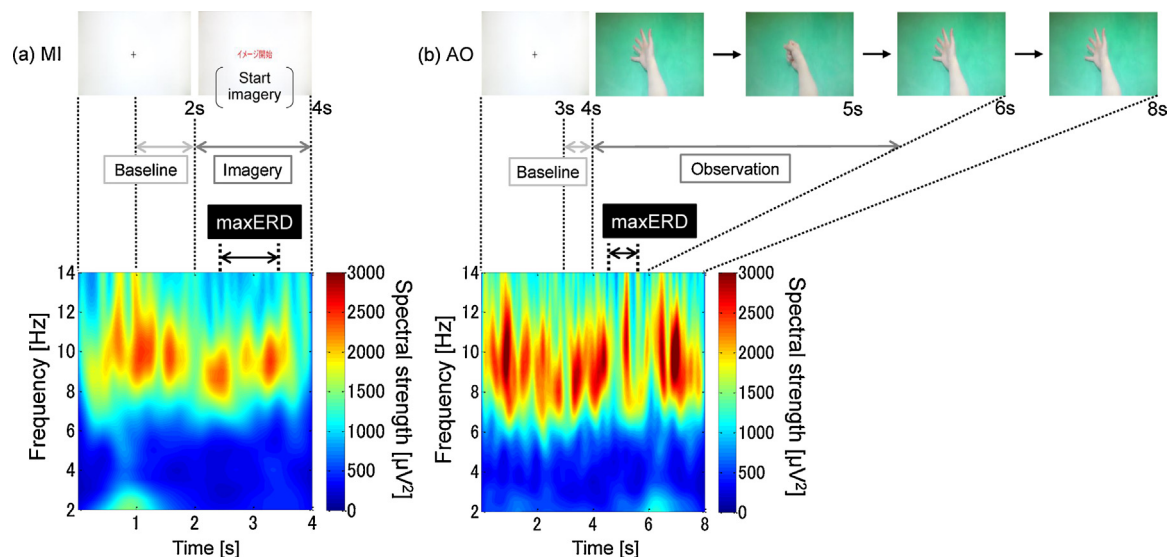 (a) MI
+
イメージ開始
Start
imagery
2s
4s
Baseline
Imagery
maxERD
14
12
10
8
6
4
2
Frequency [Hz]
1
2
3
4
Time [s]
3000
2500
2000
1500
1000
500
0
Spectral strength [μV²]
(b) AO
+
3s
4s
5s
6s
8s
Baseline
Observation
maxERD
14
12
10
8
6
4
2
Frequency [Hz]
2
4
6
8
Time [s]
3000
2500
2000
1500
1000
500
0
Spectral strength [μV²]